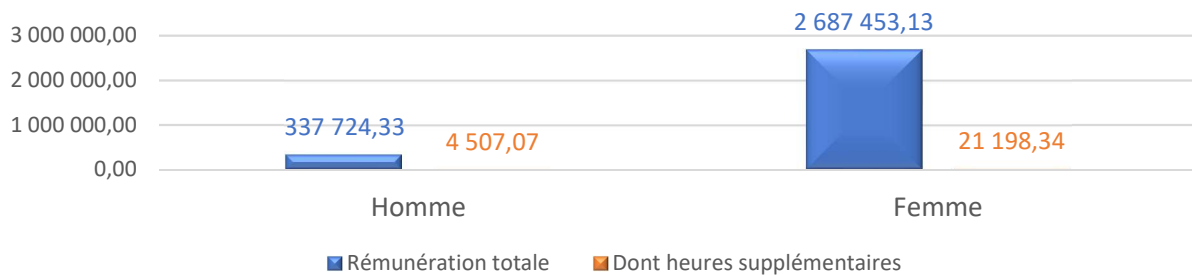 2 687 453,13
3 000 000,00
2 000 000,00
1 000 000,00
337 724,33
4 507,07
21 198,34
0,00
Homme
Femme
Rémunération totale
Dont heures supplémentaires